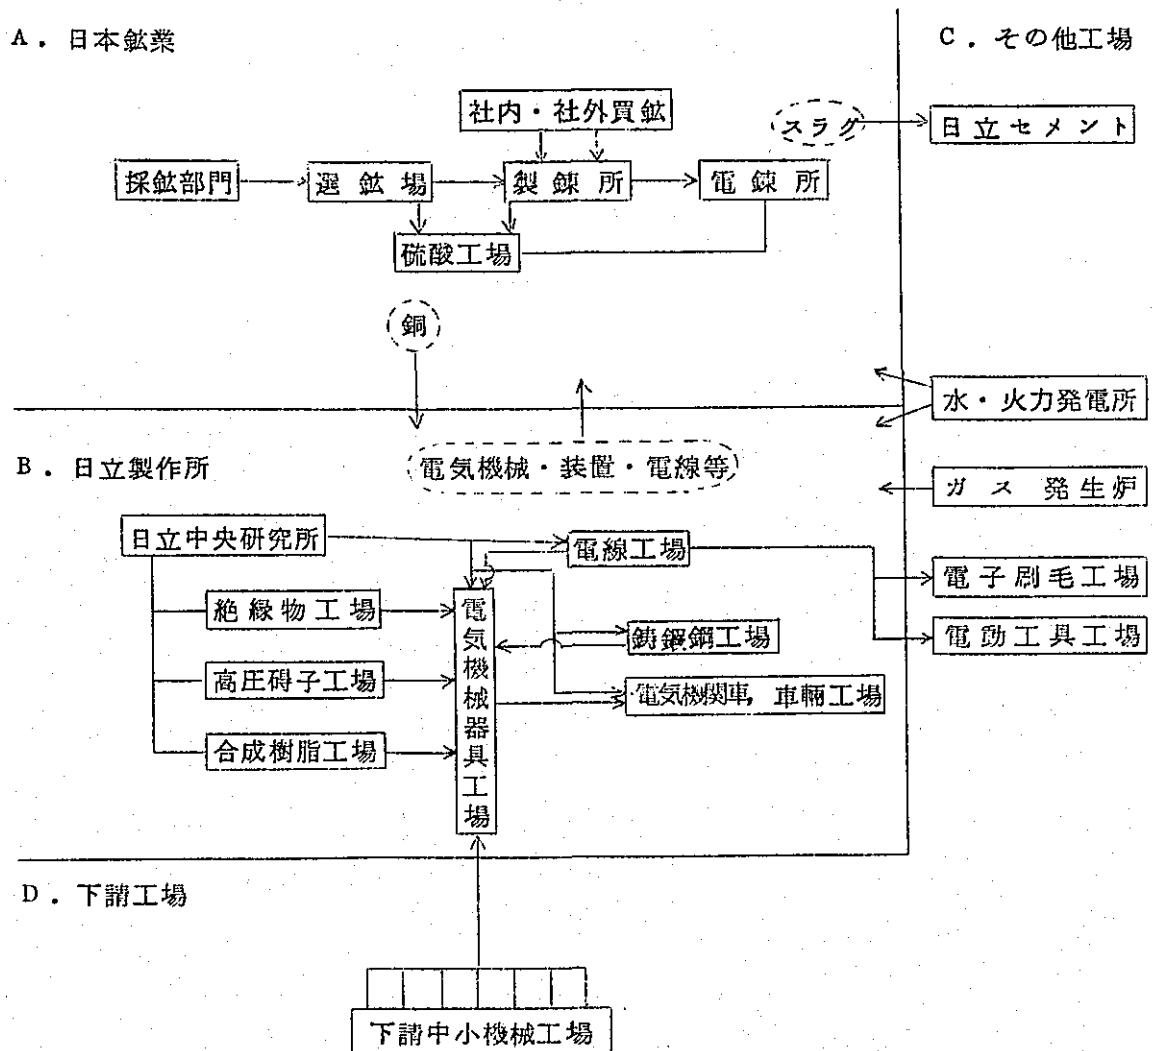 A．日本鉱業
C．その他工場
社内・社外買鉱
スラグ
日立セメント
採鉱部門
選鉱場
製錬所
電錬所
硫酸工場
銅
水・火力発電所
B．日立製作所
電気機械・装置・電線等
ガス発生炉
日立中央研究所
電線工場
電子刷毛工場
絶縁物工場
電気機械器具工場
鋳鋼工場
電動工具工場
高圧碍子工場
電気機関車，車輛工場
合成樹脂工場
D．下請工場
下請中小機械工場